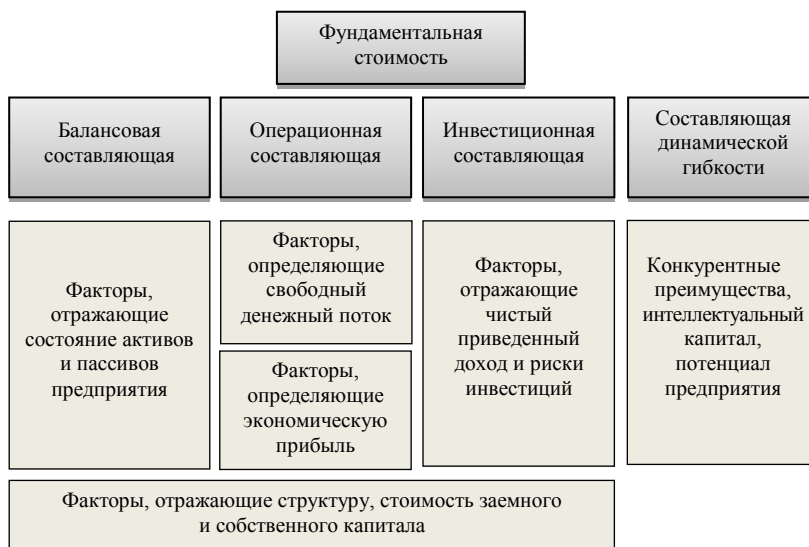 Фундаментальная
стоимость
Балансовая
составляющая
Операционная
составляющая
Инвестиционная
составляющая
Составляющая
динамической
гибкости
Факторы,
отражающие
состояние активов
и пассивов
предприятия
Факторы,
определяющие
свободный
денежный поток
Факторы,
определяющие
экономическую
прибыль
Факторы,
отражающие
чистый
приведенный
доход и риски
инвестиций
Конкурентные
преимущества,
интеллектуальный
капитал,
потенциал
предприятия
Факторы, отражающие структуру, стоимость заемного
и собственного капитала